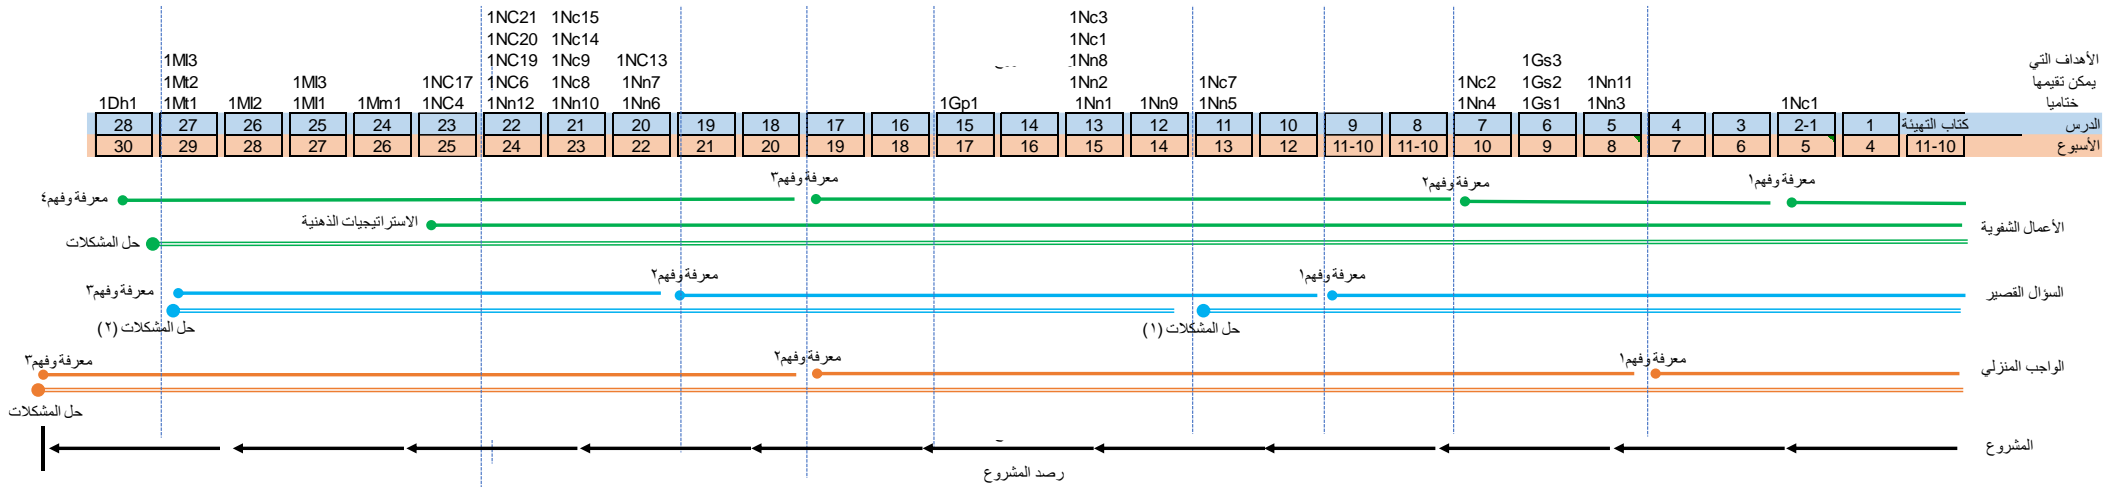 1NC21 1Nc15 1Nc3
1NC20 1Nc14 1Nc1
1Ml3 1NC19 1Nc9 1NC13 1Nn8 1Gs3 الأهداف التي
1Mt2 1Ml3 1NC17 1NC6 1Nc8 1Nn7 1Nn2 1Nc7 1Nc2 1Gs2 1Nn11 يمكن تقيمها
1Dh1 1Mt1 1Ml2 1Ml1 1Mm1 1NC4 1Nn12 1Nn10 1Nn6 1Gp1 1Nn1 1Nn9 1Nn5 1Nn4 1Gs1 1Nn3 1Nc1 ختاميا
28 27 26 25 24 23 22 21 20 19 18 17 16 15 14 13 12 11 10 9 8 7 6 5 4 3 2-1 1 كتاب التهيئة الدرس
30 29 28 27 26 25 24 23 22 21 20 19 18 17 16 15 14 13 12 11-10 11-10 10 9 8 7 6 5 4 11-10 الأسبوع
معرفة وفهم١
معرفة وفهم٢
معرفة وفهم٣
معرفة وفهم٤
الاستراتيجيات الذهنية
الأعمال الشفوية
حل المشكلات
معرفة وفهم١
معرفة وفهم٢
معرفة وفهم٣
السؤال القصير
حل المشكلات (١)
حل المشكلات (٢)
معرفة وفهم١
معرفة وفهم٢
معرفة وفهم٣
الواجب المنزلي
حل المشكلات
المشروع
رصد المشروع